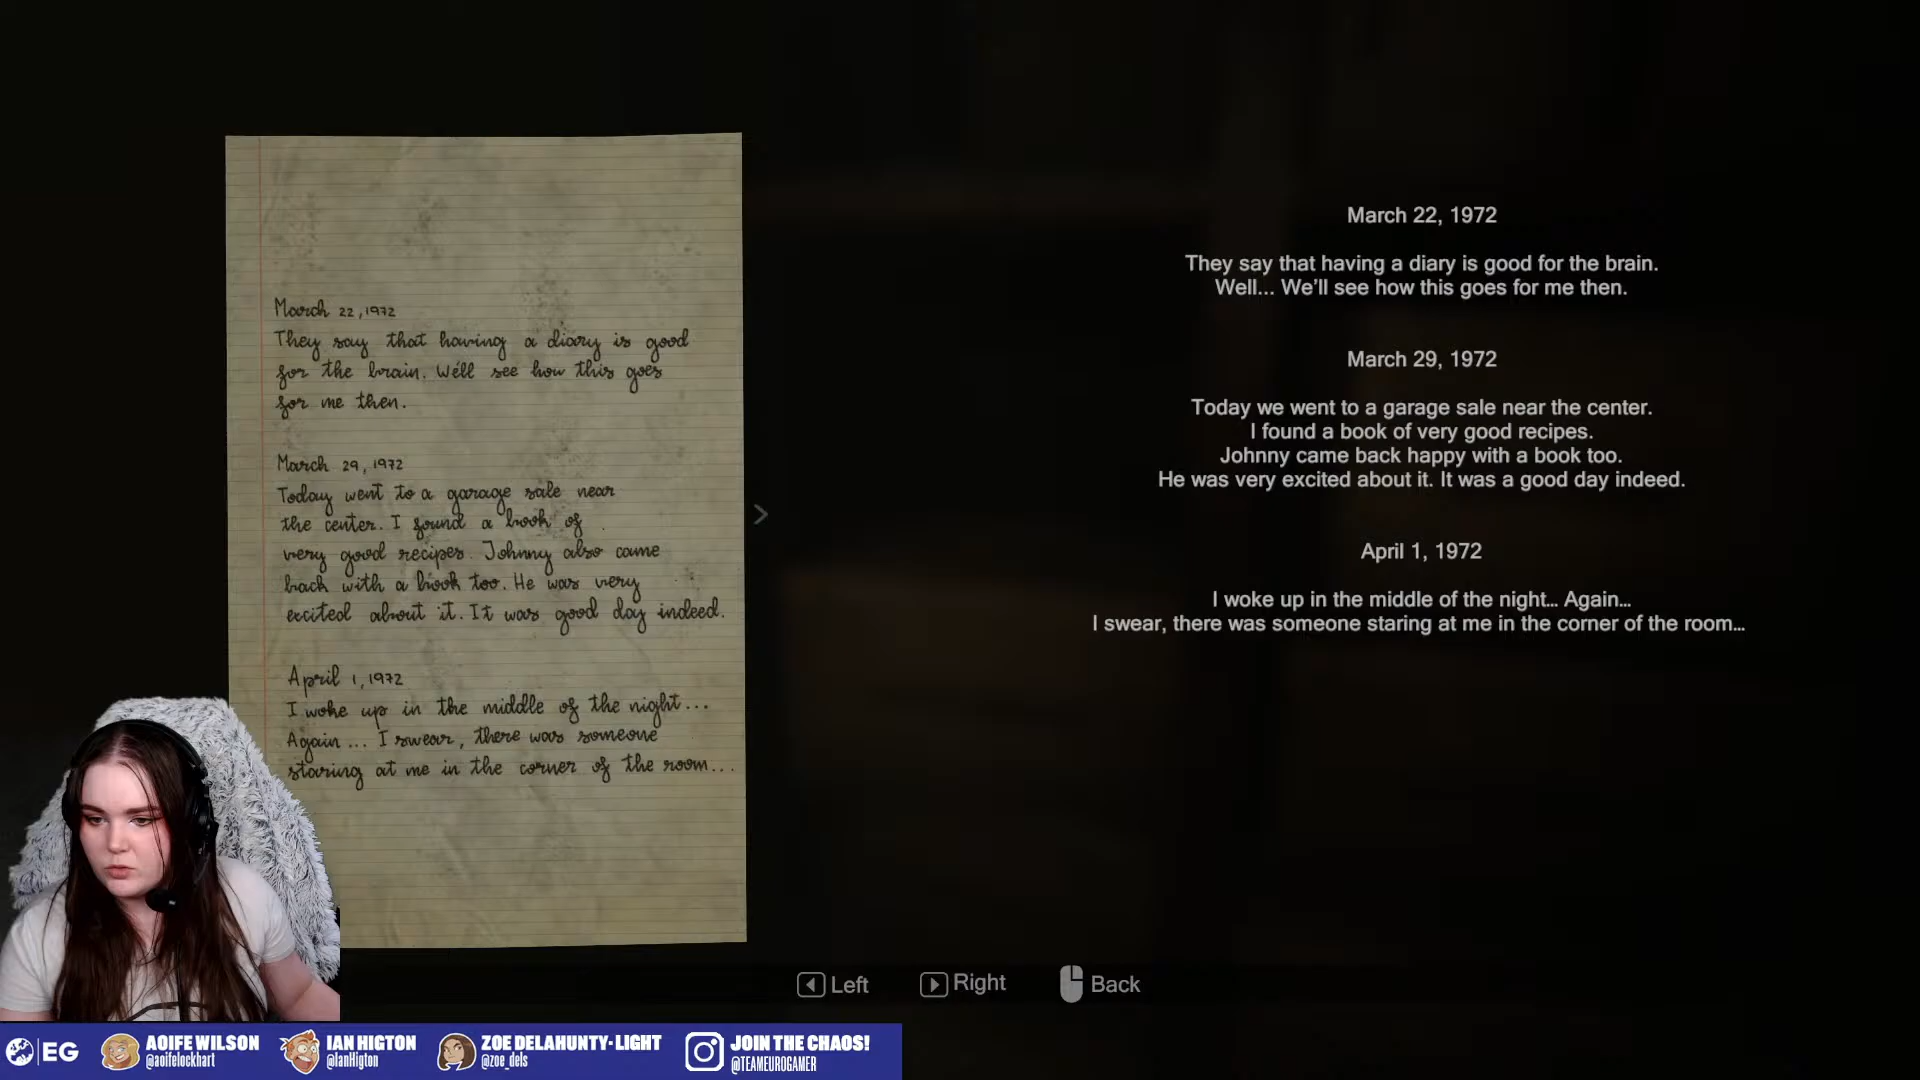 March 22, 1972
They say that having a diary is good
for the brain. We'll see how this goes
for me then.
March 29, 1972
Today went to a garage sale near
the center. I found a book of
very good recipes. Johnny also came
back with a book too. He was very
excited about it. It was good day indeed.
April 1, 1972
I woke up in the middle of the night...
Again... I swear, there was someone
staring at me in the corner of the room...
March 22, 1972
They say that having a diary is good for the brain.
Well... We'll see how this goes for me then.
March 29, 1972
Today we went to a garage sale near the center.
I found a book of very good recipes.
Johnny came back happy with a book too.
He was very excited about it. It was a good day indeed.
April 1, 1972
I woke up in the middle of the night... Again...
I swear, there was someone staring at me in the corner of the room...
Left
Right
Back
EG
AOIFE WILSON
@aoifelockhart
IAN HIGTON
@IanHigton
ZOE DELAHUNTY-LIGHT
@zoe_dels
JOIN THE CHAOS!
@TEAMEUROGAMER